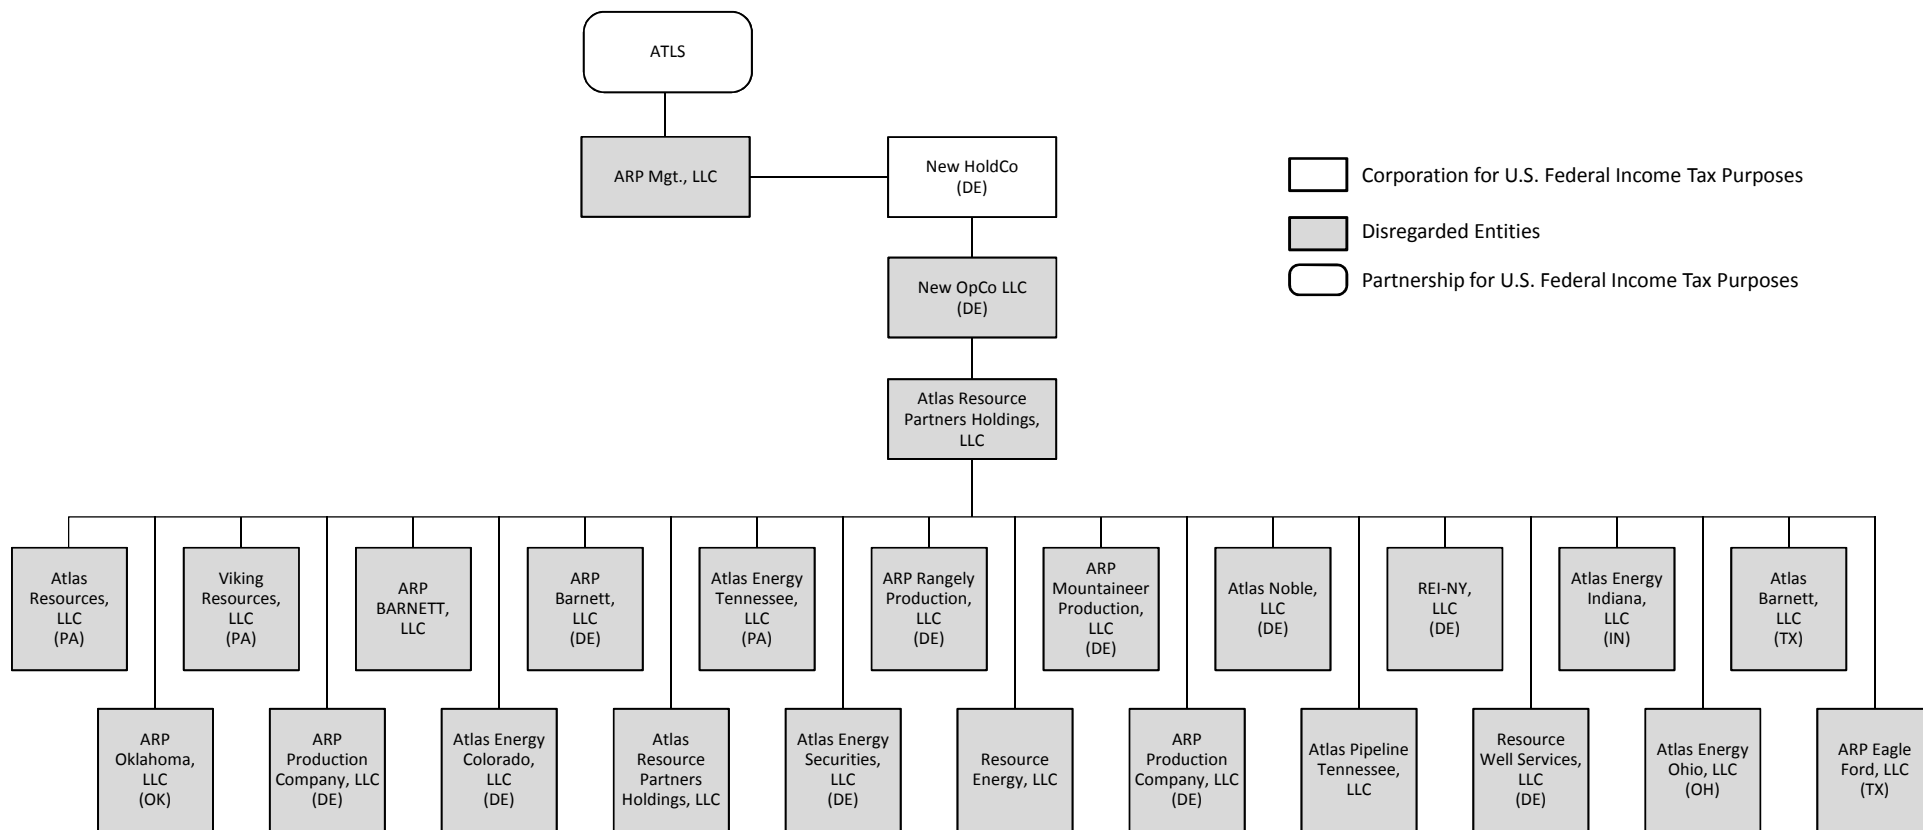 ATLS
ARP Mgt., LLC
New HoldCo
(DE)
Corporation for U.S. Federal Income Tax Purposes
Disregarded Entities
Partnership for U.S. Federal Income Tax Purposes
New OpCo LLC
(DE)
Atlas Resource
Partners Holdings,
LLC
Atlas
Resources,
LLC
(PA)
Viking
Resources,
LLC
(PA)
ARP
BARNETT,
LLC
ARP
Barnett,
LLC
(DE)
Atlas Energy
Tennessee,
LLC
(PA)
ARP Rangely
Production,
LLC
(DE)
ARP
Mountaineer
Production,
LLC
(DE)
Atlas Noble,
LLC
(DE)
REI-NY,
LLC
(DE)
Atlas Energy
Indiana,
LLC
(IN)
Atlas
Barnett,
LLC
(TX)
ARP
Oklahoma,
LLC
(OK)
ARP
Production
Company, LLC
(DE)
Atlas Energy
Colorado,
LLC
(DE)
Atlas
Resource
Partners
Holdings, LLC
Atlas Energy
Securities,
LLC
(DE)
Resource
Energy, LLC
ARP
Production
Company, LLC
(DE)
Atlas Pipeline
Tennessee,
LLC
Resource
Well Services,
LLC
(DE)
Atlas Energy
Ohio, LLC
(OH)
ARP Eagle
Ford, LLC
(TX)